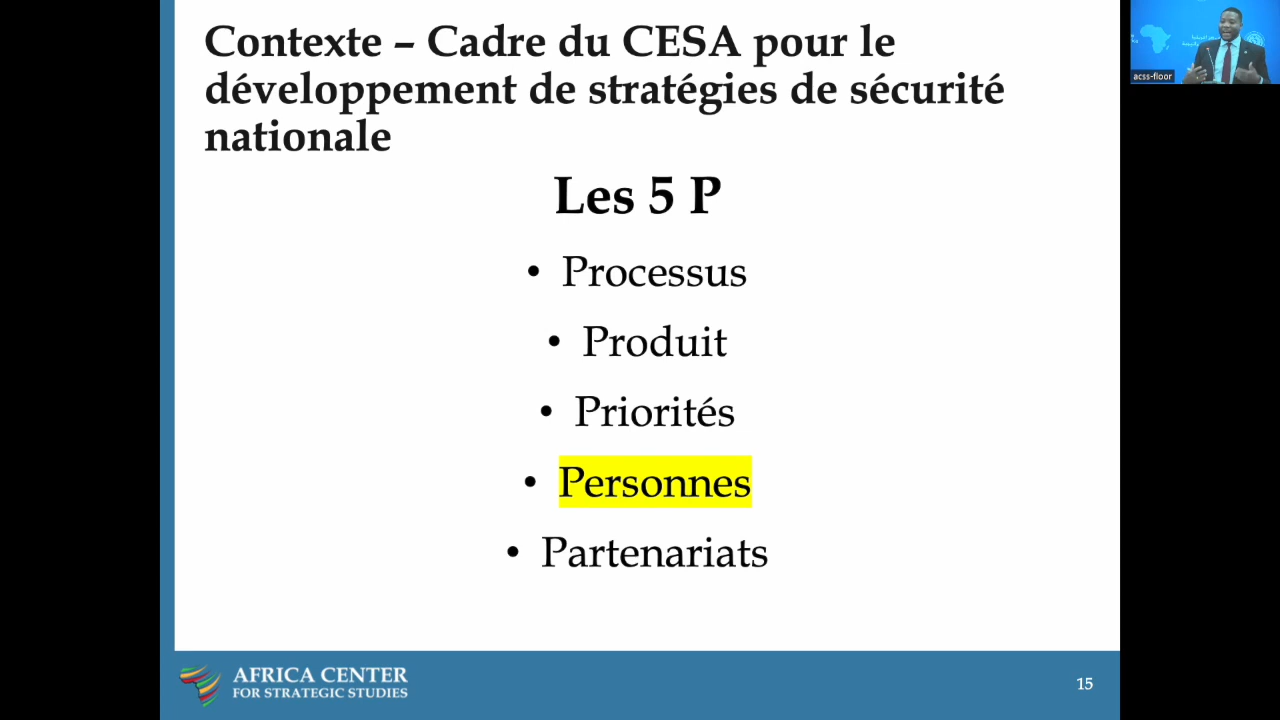 Contexte – Cadre du CESA pour le
développement de stratégies de sécurité
nationale
Les 5 P
• Processus
• Produit
• Priorités
• Personnes
• Partenariats
AFRICA CENTER
FOR STRATEGIC STUDIES
15
acss-floor